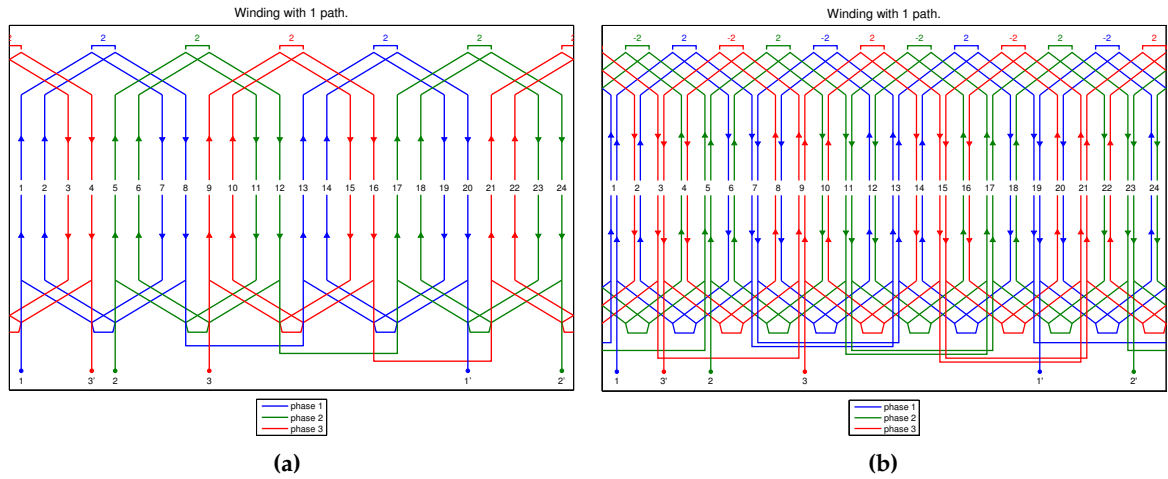 Winding with 1 path.
2 2 2 2 2 2
1 2 3 4 5 6 7 8 9 10 11 12 13 14 15 16 17 18 19 20 21 22 23 24
1 3' 2 3 1' 2'
phase 1
phase 2
phase 3
(a)
Winding with 1 path.
-2 2 -2 2 -2 2 -2 2 -2 2 -2 2
1 2 3 4 5 6 7 8 9 10 11 12 13 14 15 16 17 18 19 20 21 22 23 24
1 3' 2 3 1' 2'
phase 1
phase 2
phase 3
(b)